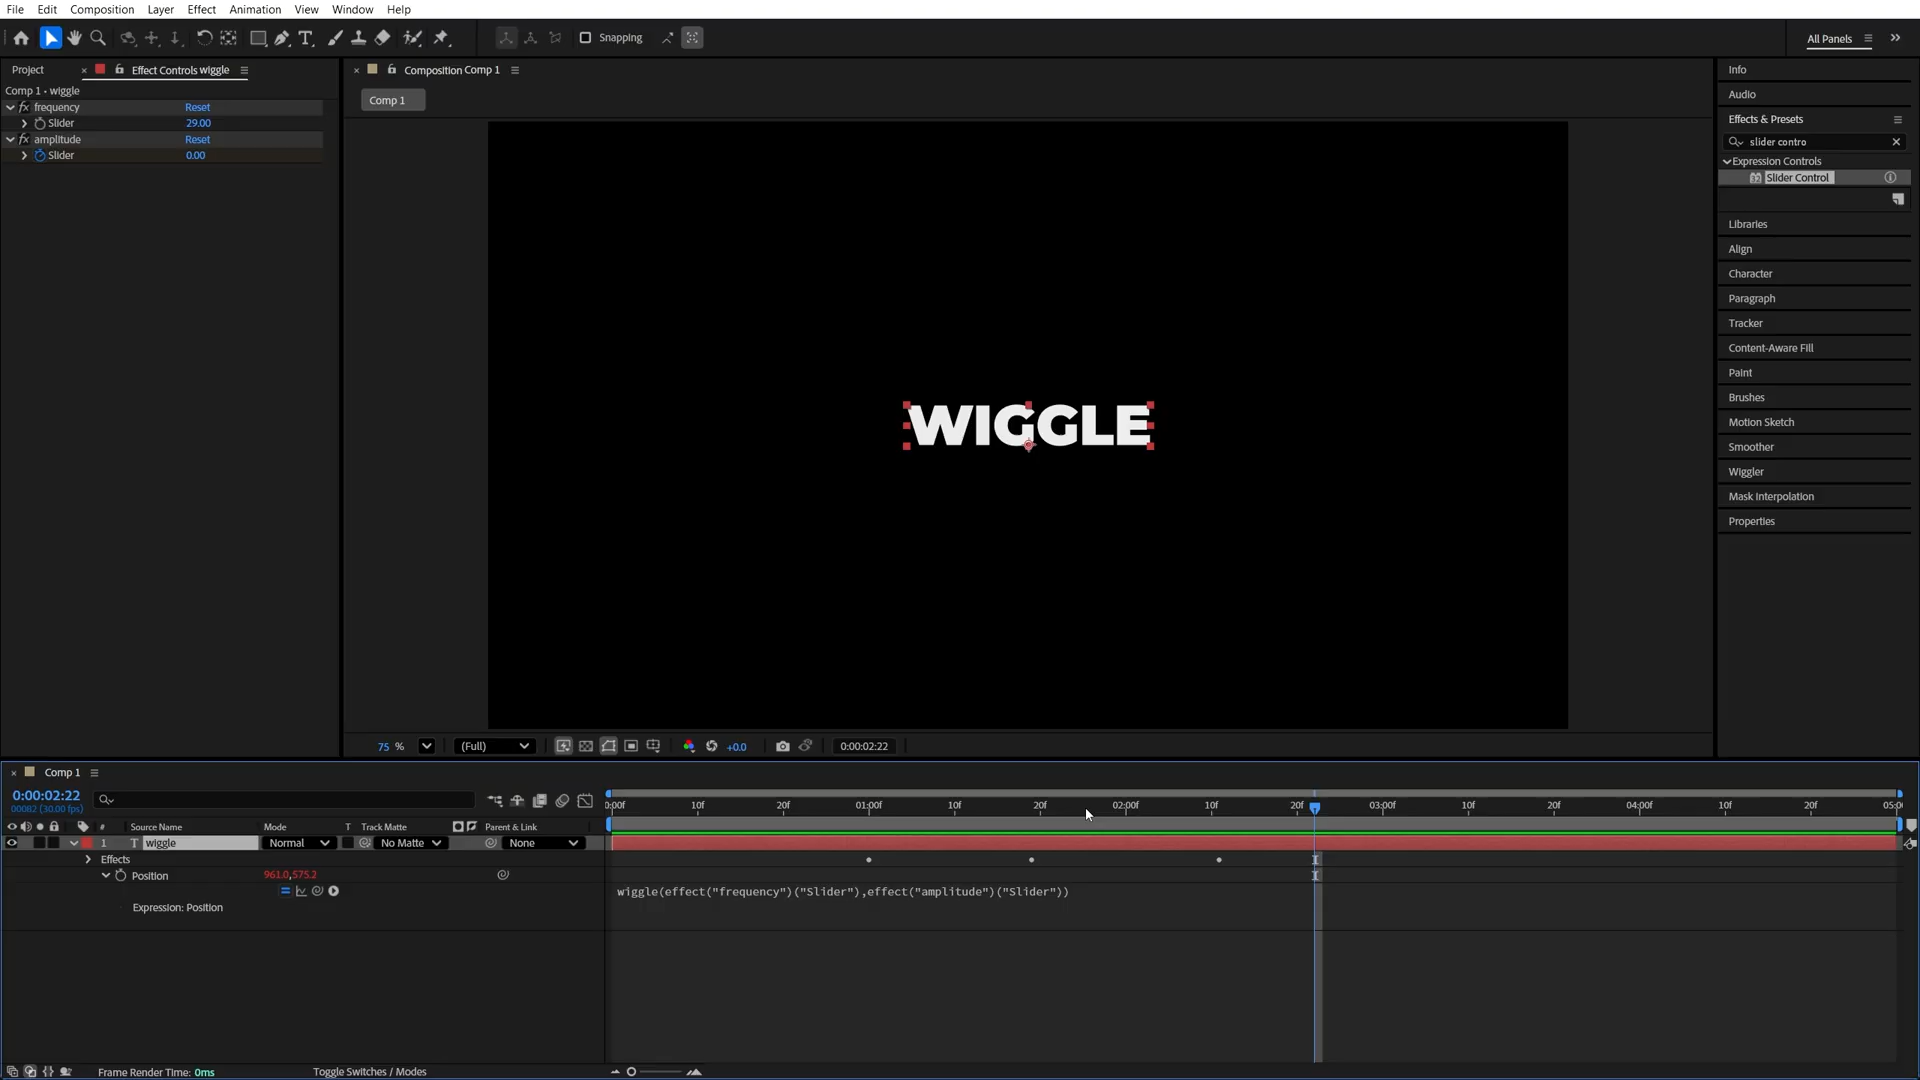 File Edit Composition Layer Effect Animation View Window Help
Snapping
All Panels
Project
Effect Controls wiggle
Comp 1 • wiggle
fx frequency Reset
Slider 29.00
fx amplitude Reset
Slider 0.00
Composition Comp 1
Comp 1
WIGGLE
75 % (Full) +0.0 0:00:02:22
Info
Audio
Effects & Presets
slider contro
Expression Controls
Slider Control
Libraries
Align
Character
Paragraph
Tracker
Content-Aware Fill
Paint
Brushes
Motion Sketch
Smoother
Wiggler
Mask Interpolation
Properties
Comp 1
0:00:02:22
00082 (30.00 fps)
0:00f 10f 20f 01:00f 10f 20f 02:00f 10f 20f 03:00f 10f 20f 04:00f 10f 20f 05:0
# Source Name Mode T Track Matte Parent & Link
1 T wiggle Normal No Matte None
Effects
Position 961.0,575.2
wiggle(effect("frequency")("Slider"),effect("amplitude")("Slider"))
Expression: Position
Frame Render Time: 0ms Toggle Switches / Modes